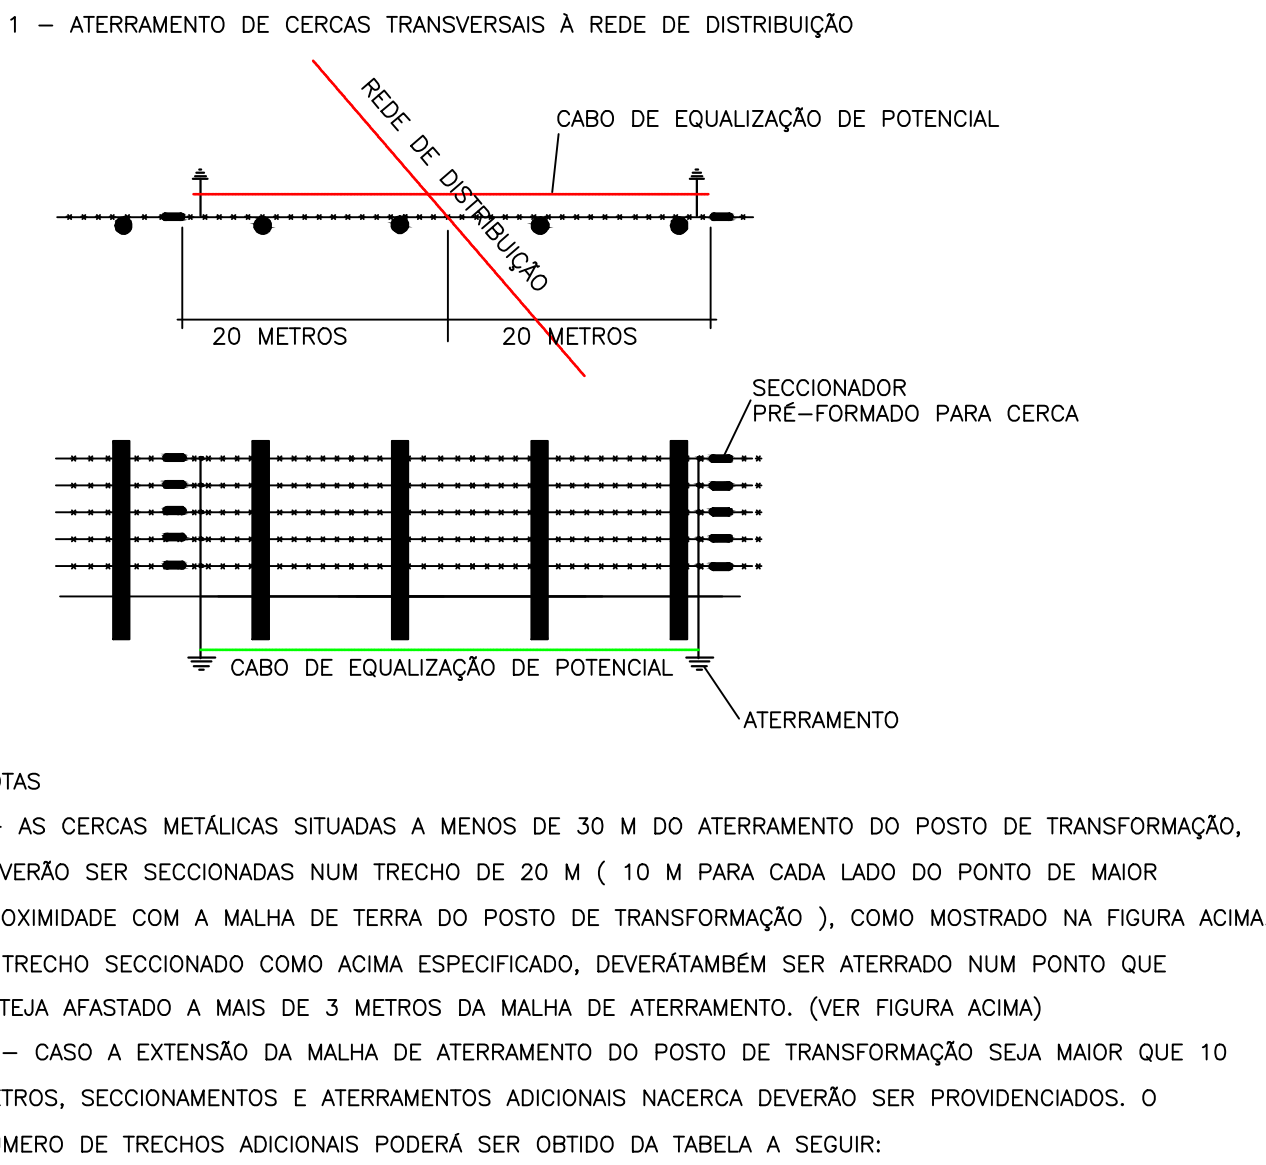 1 – ATERRAMENTO DE CERCAS TRANSVERSAIS À REDE DE DISTRIBUIÇÃO
REDE DE DISTRIBUIÇÃO
CABO DE EQUALIZAÇÃO DE POTENCIAL
20 METROS
20 METROS
SECCIONADOR
PRÉ–FORMADO PARA CERCA
CABO DE EQUALIZAÇÃO DE POTENCIAL
ATERRAMENTO
OTAS
– AS CERCAS METÁLICAS SITUADAS A MENOS DE 30 M DO ATERRAMENTO DO POSTO DE TRANSFORMAÇÃO,
VERÃO SER SECCIONADAS NUM TRECHO DE 20 M ( 10 M PARA CADA LADO DO PONTO DE MAIOR
OXIMIDADE COM A MALHA DE TERRA DO POSTO DE TRANSFORMAÇÃO ), COMO MOSTRADO NA FIGURA ACIMA.
TRECHO SECCIONADO COMO ACIMA ESPECIFICADO, DEVERÁTAMBÉM SER ATERRADO NUM PONTO QUE
TEJA AFASTADO A MAIS DE 3 METROS DA MALHA DE ATERRAMENTO. (VER FIGURA ACIMA)
– CASO A EXTENSÃO DA MALHA DE ATERRAMENTO DO POSTO DE TRANSFORMAÇÃO SEJA MAIOR QUE 10
ETROS, SECCIONAMENTOS E ATERRAMENTOS ADICIONAIS NACERCA DEVERÃO SER PROVIDENCIADOS. O
ÚMERO DE TRECHOS ADICIONAIS PODERÁ SER OBTIDO DA TABELA A SEGUIR: